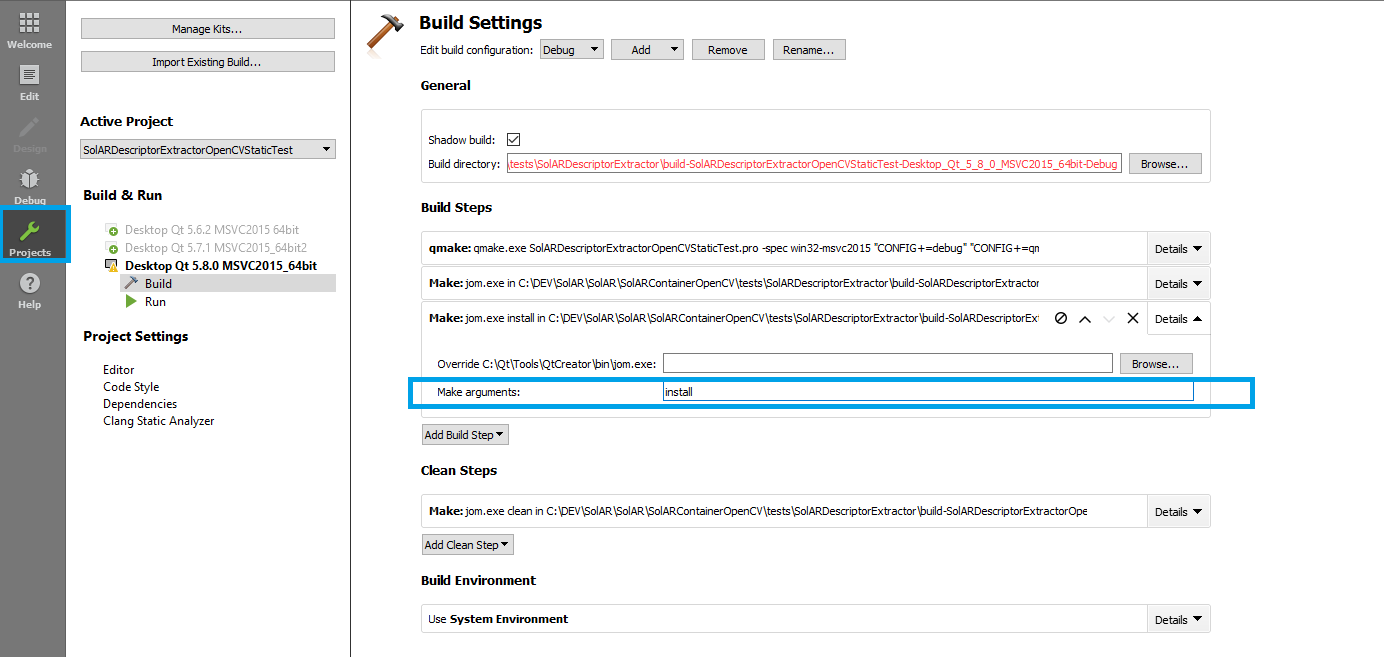 Welcome
Edit
Design
Debug
Projects
Help
Manage Kits...
Import Existing Build...
Active Project
SolARDescriptorExtractorOpenCVStaticTest
Build & Run
Desktop Qt 5.6.2 MSVC2015 64bit
Desktop Qt 5.7.1 MSVC2015_64bit2
Desktop Qt 5.8.0 MSVC2015_64bit
Build
Run
Project Settings
Editor
Code Style
Dependencies
Clang Static Analyzer
Build Settings
Edit build configuration: Debug Add Remove Rename...
General
Shadow build:
Build directory: \tests\SolARDescriptorExtractor\build-SolARDescriptorExtractorOpenCVStaticTest-Desktop_Qt_5_8_0_MSVC2015_64bit-Debug Browse...
Build Steps
qmake: qmake.exe SolARDescriptorExtractorOpenCVStaticTest.pro -spec win32-msvc2015 "CONFIG+=debug" "CONFIG+=qm Details
Make: jom.exe in C:\DEV\SolAR\SolAR\SolARContainerOpenCV\tests\SolARDescriptorExtractor\build-SolARDescriptorExtractor Details
Make: jom.exe install in C:\DEV\SolAR\SolAR\SolARContainerOpenCV\tests\SolARDescriptorExtractor\build-SolARDescriptorExt Details
Override C:\Qt\Tools\QtCreator\bin\jom.exe: Browse...
Make arguments: install
Add Build Step
Clean Steps
Make: jom.exe clean in C:\DEV\SolAR\SolAR\SolARContainerOpenCV\tests\SolARDescriptorExtractor\build-SolARDescriptorExtractorOpe Details
Add Clean Step
Build Environment
Use System Environment Details